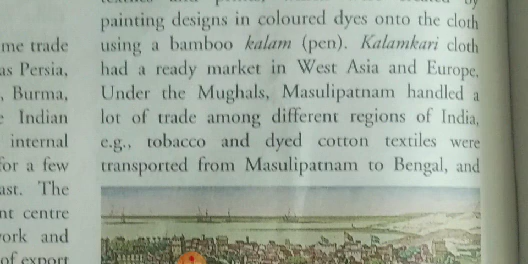 me trade
as Persia,
, Burma,
Indian
internal
for a few
ast. The
nt centre
ork and
of export
painting designs in coloured dyes onto the cloth
using a bamboo kalam (pen). Kalamkari cloth
had a ready market in West Asia and Europe.
Under the Mughals, Masulipatnam handled a
lot of trade among different regions of India,
e.g., tobacco and dyed cotton textiles were
transported from Masulipatnam to Bengal, and